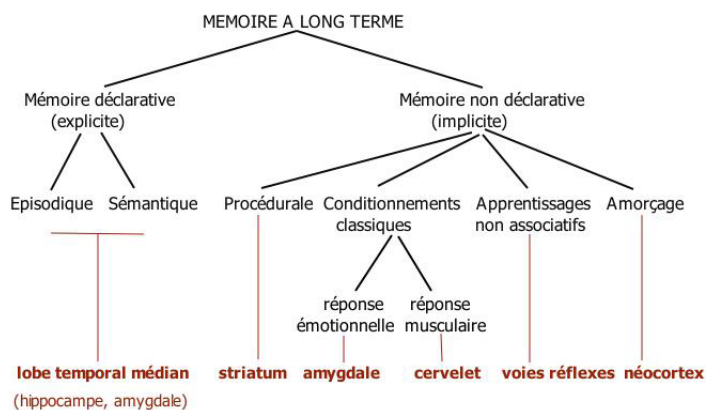 MEMOIRE A LONG TERME
Mémoire déclarative
(explicite)
Mémoire non déclarative
(implicite)
Episodique
Sémantique
Procédurale
Conditionnements
classiques
Apprentissages
non associatifs
Amorçage
réponse
émotionnelle
réponse
musculaire
lobe temporal médian
(hippocampe, amygdale)
striatum
amygdale
cervelet
voies réflexes
néocortex